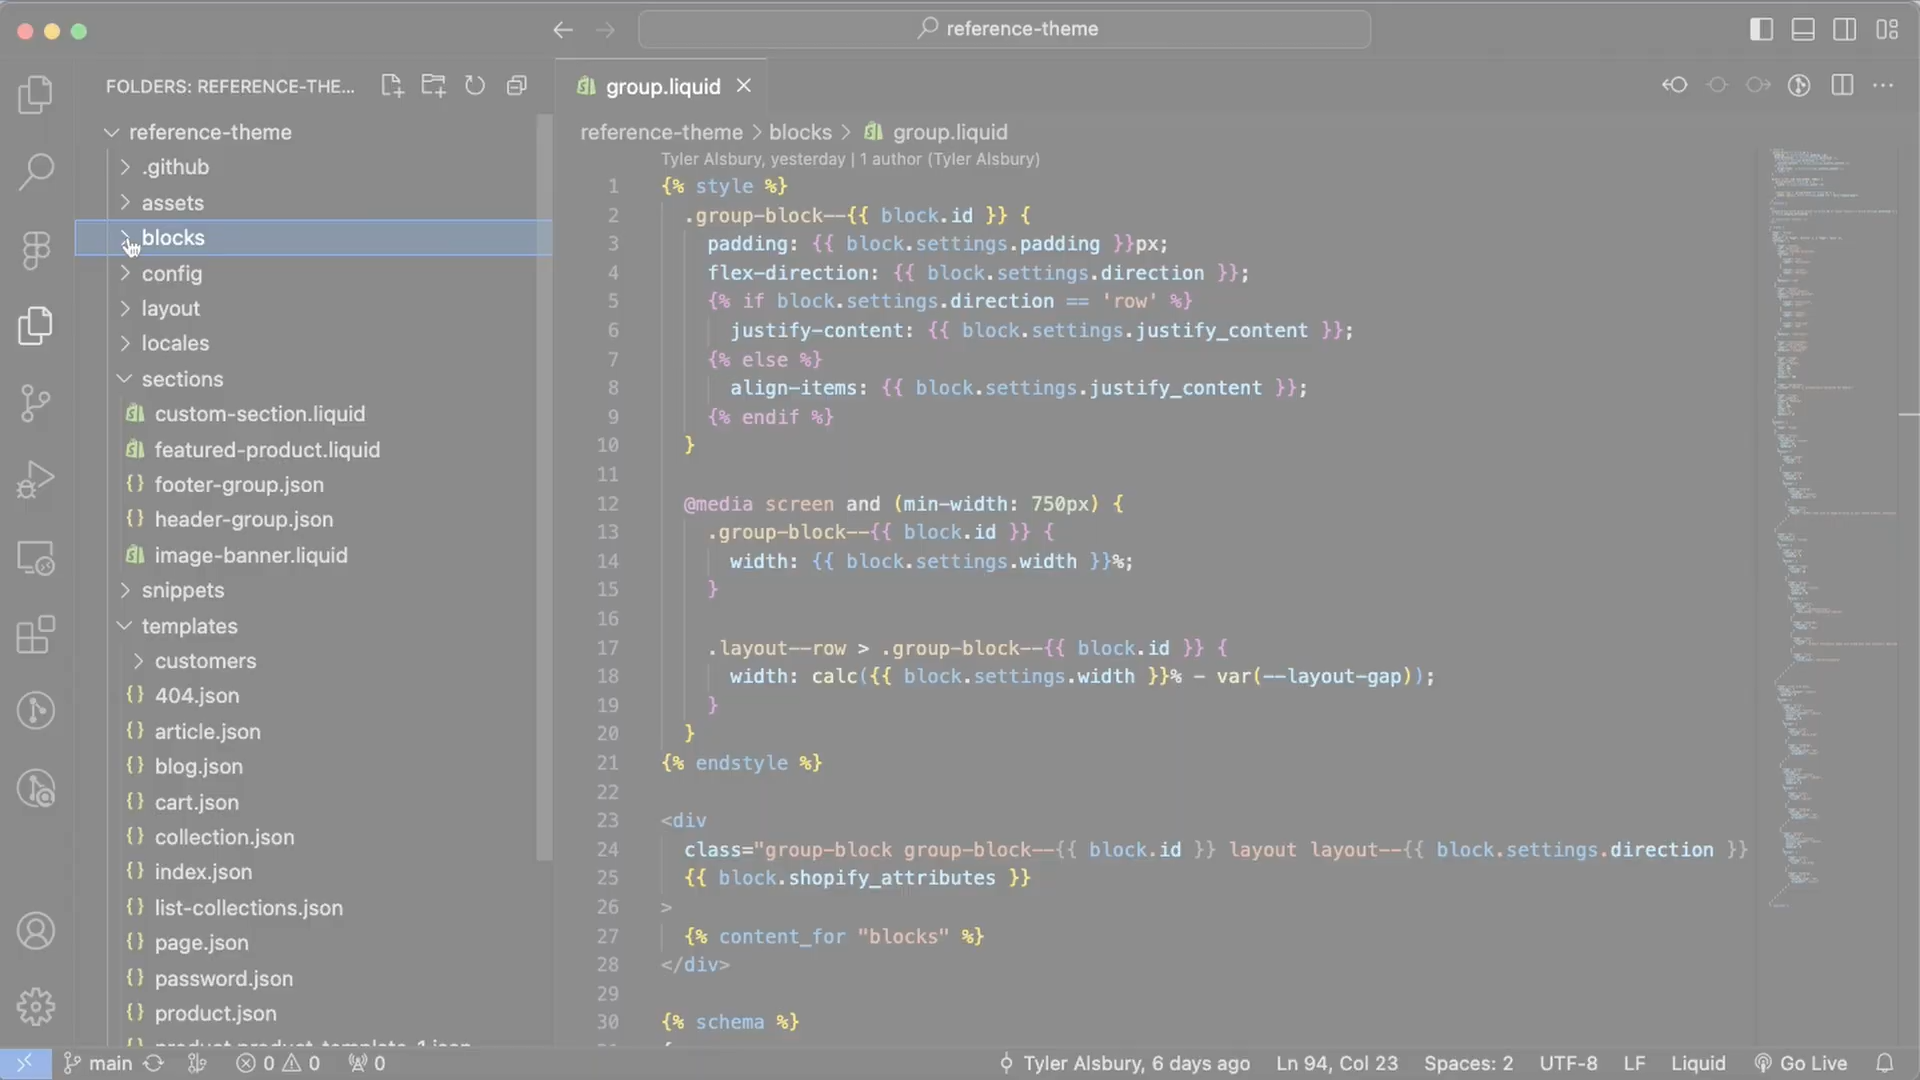 reference-theme
FOLDERS: REFERENCE-THE...
group.liquid
reference-theme > blocks > group.liquid
reference-theme
.github
assets
blocks
config
layout
locales
sections
custom-section.liquid
featured-product.liquid
footer-group.json
header-group.json
image-banner.liquid
snippets
templates
customers
404.json
article.json
blog.json
cart.json
collection.json
index.json
list-collections.json
page.json
password.json
product.json
Tyler Alsbury, yesterday | 1 author (Tyler Alsbury)
1 {% style %}
2 .group-block--{{ block.id }} {
3 padding: {{ block.settings.padding }}px;
4 flex-direction: {{ block.settings.direction }};
5 {% if block.settings.direction == 'row' %}
6 justify-content: {{ block.settings.justify_content }};
7 {% else %}
8 align-items: {{ block.settings.justify_content }};
9 {% endif %}
10 }
11
12 @media screen and (min-width: 750px) {
13 .group-block--{{ block.id }} {
14 width: {{ block.settings.width }}%;
15 }
16
17 .layout--row > .group-block--{{ block.id }} {
18 width: calc({{ block.settings.width }}% - var(--layout-gap));
19 }
20 }
21 {% endstyle %}
22
23 <div
24 class="group-block group-block--{{ block.id }} layout layout--{{ block.settings.direction }}
25 {{ block.shopify_attributes }}
26 >
27 {% content_for "blocks" %}
28 </div>
29
30 {% schema %}
main
0 0
0
Tyler Alsbury, 6 days ago
Ln 94, Col 23
Spaces: 2
UTF-8
LF
Liquid
Go Live